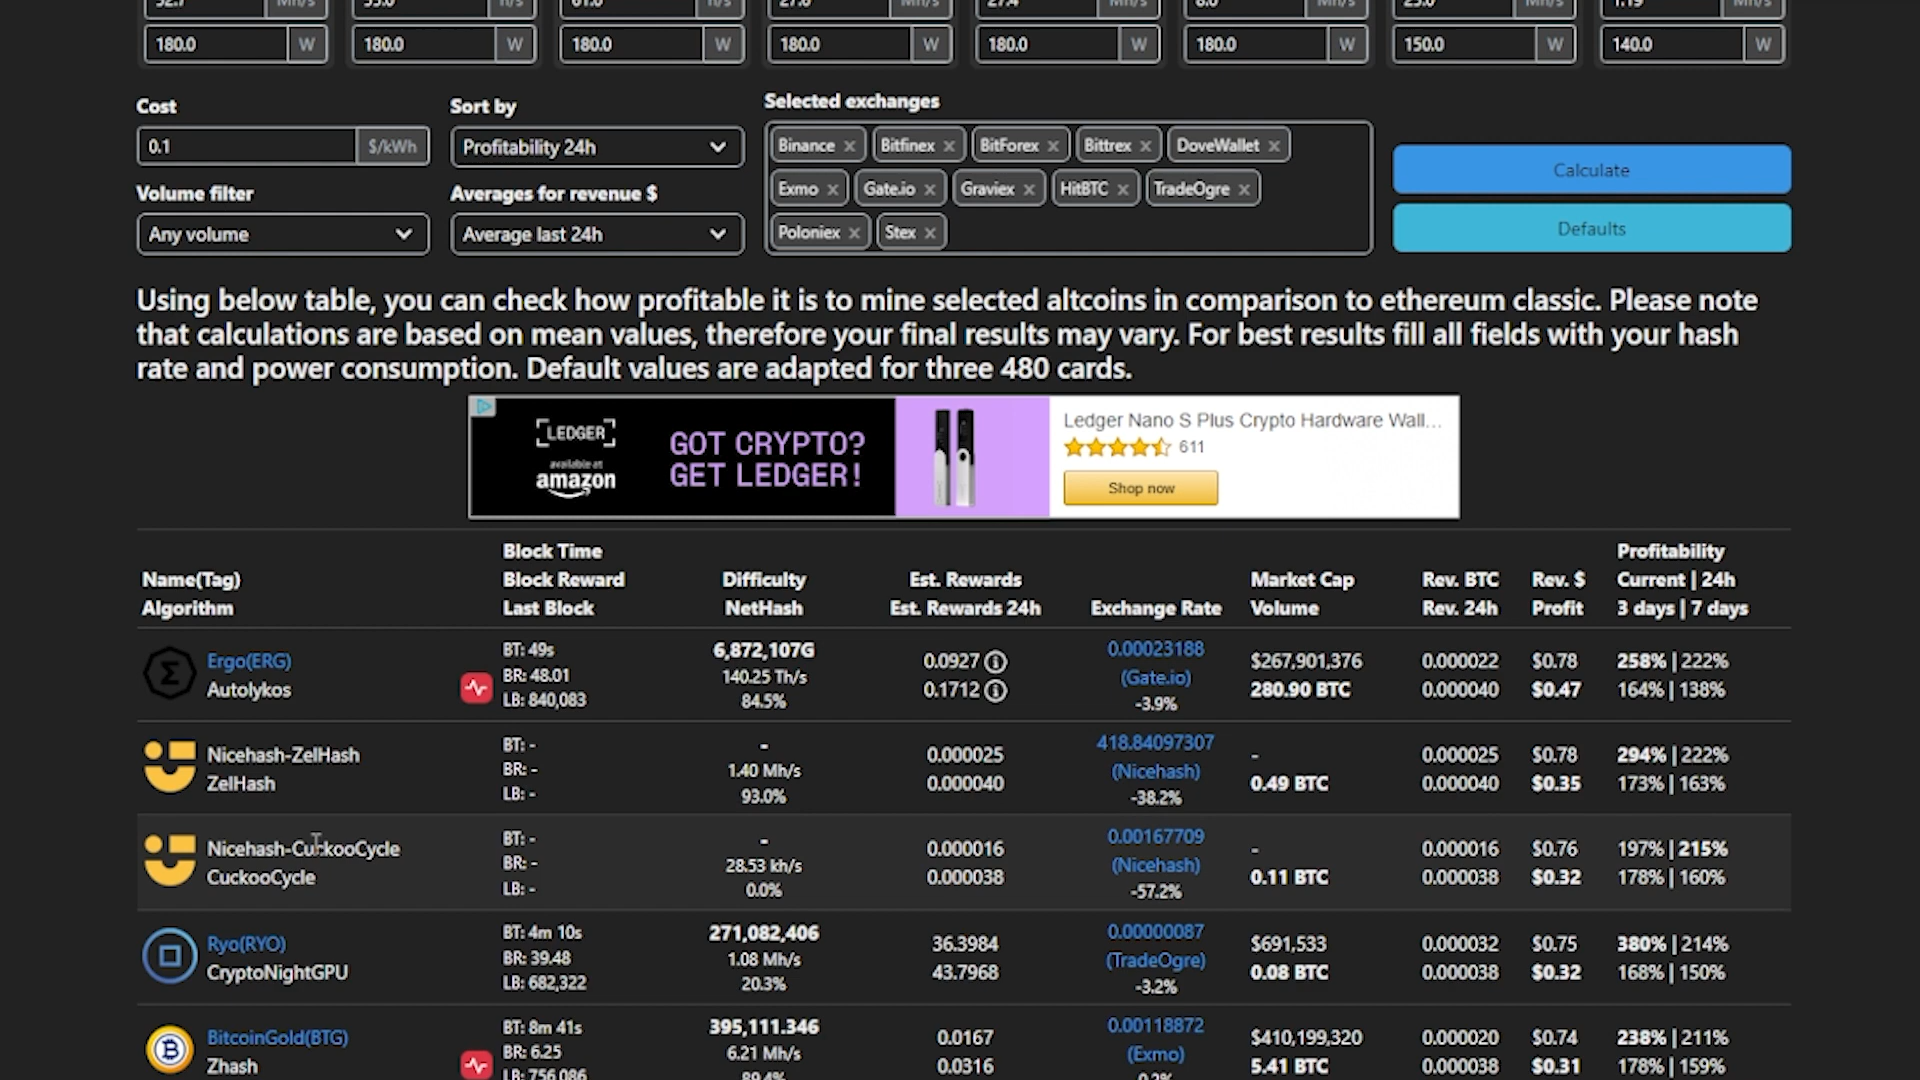 180.0 W 180.0 W 180.0 W 180.0 W 180.0 W 180.0 W 150.0 W 140.0 W
Cost
0.1 $/kWh
Sort by
Profitability 24h
Volume filter
Any volume
Averages for revenue $
Average last 24h
Selected exchanges
Binance × Bitfinex × BitForex × Bittrex × DoveWallet ×
Exmo × Gate.io × Graviex × HitBTC × TradeOgre ×
Poloniex × Stex ×
Calculate
Defaults
Using below table, you can check how profitable it is to mine selected altcoins in comparison to ethereum classic. Please note
that calculations are based on mean values, therefore your final results may vary. For best results fill all fields with your hash
rate and power consumption. Default values are adapted for three 480 cards.
LEDGER
available at
amazon
GOT CRYPTO?
GET LEDGER!
Ledger Nano S Plus Crypto Hardware Wall...
611
Shop now
Name(Tag)
Algorithm
Block Time
Block Reward
Last Block
Difficulty
NetHash
Est. Rewards
Est. Rewards 24h
Exchange Rate
Market Cap
Volume
Rev. BTC
Rev. 24h
Rev. $
Profit
Profitability
Current | 24h
3 days | 7 days
Ergo(ERG)
Autolykos
BT: 49s
BR: 48.01
LB: 840,083
6,872,107G
140.25 Th/s
84.5%
0.0927
0.1712
0.00023188
(Gate.io)
-3.9%
$267,901,376
280.90 BTC
0.000022
0.000040
$0.78
$0.47
258% | 222%
164% | 138%
Nicehash-ZelHash
ZelHash
BT: -
BR: -
LB: -
-
1.40 Mh/s
93.0%
0.000025
0.000040
418.84097307
(Nicehash)
-38.2%
-
0.49 BTC
0.000025
0.000040
$0.78
$0.35
294% | 222%
173% | 163%
Nicehash-CuckooCycle
CuckooCycle
BT: -
BR: -
LB: -
-
28.53 kh/s
0.0%
0.000016
0.000038
0.00167709
(Nicehash)
-57.2%
-
0.11 BTC
0.000016
0.000038
$0.76
$0.32
197% | 215%
178% | 160%
Ryo(RYO)
CryptoNightGPU
BT: 4m 10s
BR: 39.48
LB: 682,322
271,082,406
1.08 Mh/s
20.3%
36.3984
43.7968
0.00000087
(TradeOgre)
-3.2%
$691,533
0.08 BTC
0.000032
0.000038
$0.75
$0.32
380% | 214%
168% | 150%
BitcoinGold(BTG)
Zhash
BT: 8m 41s
BR: 6.25
LB: 756,086
395,111.346
6.21 Mh/s
89.4%
0.0167
0.0316
0.00118872
(Exmo)
$410,199,320
5.41 BTC
0.000020
0.000038
$0.74
$0.31
238% | 211%
178% | 159%